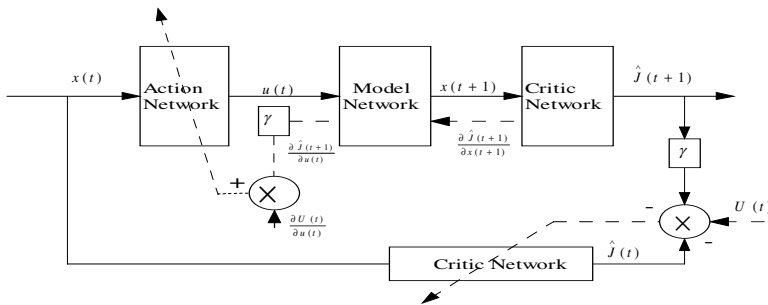 x(t)
Action
Network
u(t)
Model
Network
x(t+1)
Critic
Network
Ĵ(t+1)
γ
∂Ĵ(t+1)
∂u(t)
∂Ĵ(t+1)
∂x(t+1)
γ
+
×
∂U(t)
∂u(t)
-
×
U(t)
-
Critic Network
Ĵ(t)